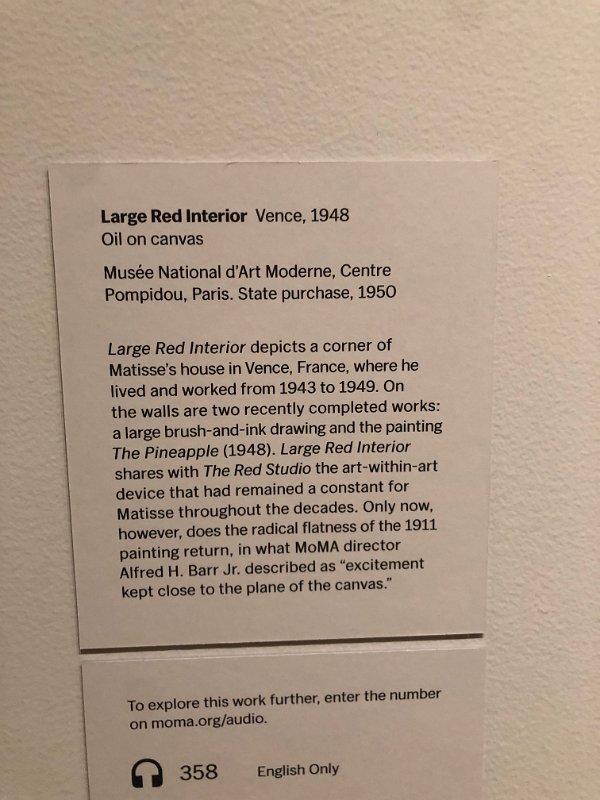 Large Red Interior Vence, 1948
Oil on canvas
Musée National d'Art Moderne, Centre
Pompidou, Paris. State purchase, 1950
Large Red Interior depicts a corner of
Matisse's house in Vence, France, where he
lived and worked from 1943 to 1949. On
the walls are two recently completed works:
a large brush-and-ink drawing and the painting
The Pineapple (1948). Large Red Interior
shares with The Red Studio the art-within-art
device that had remained a constant for
Matisse throughout the decades. Only now,
however, does the radical flatness of the 1911
painting return, in what MoMA director
Alfred H. Barr Jr. described as “excitement
kept close to the plane of the canvas.”
To explore this work further, enter the number
on moma.org/audio.
358 English Only